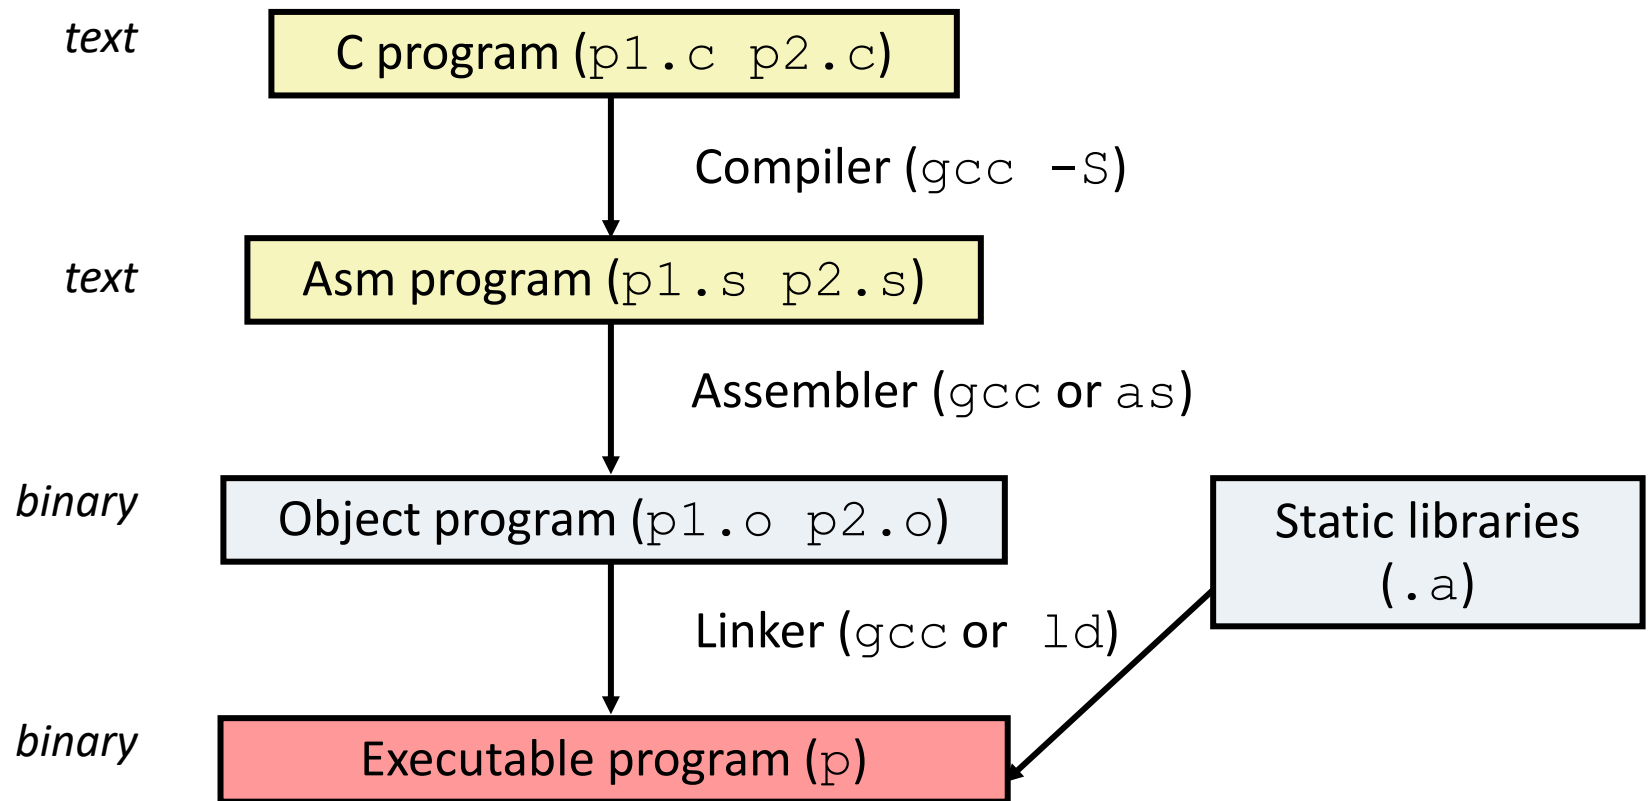 text
C program (p1.c p2.c)
Compiler (gcc -S)
text
Asm program (p1.s p2.s)
Assembler (gcc or as)
binary
Object program (p1.o p2.o)
Static libraries
(.a)
Linker (gcc or ld)
binary
Executable program (p)